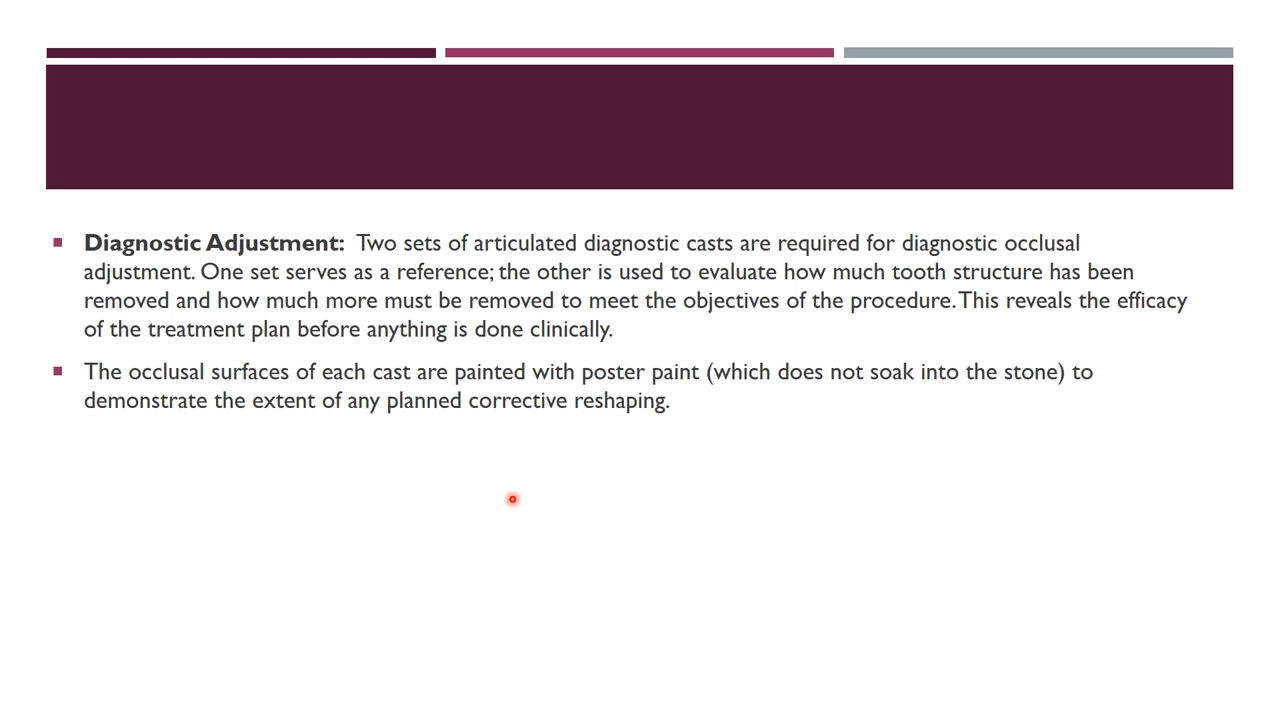 Diagnostic Adjustment: Two sets of articulated diagnostic casts are required for diagnostic occlusal
adjustment. One set serves as a reference; the other is used to evaluate how much tooth structure has been
removed and how much more must be removed to meet the objectives of the procedure. This reveals the efficacy
of the treatment plan before anything is done clinically.
The occlusal surfaces of each cast are painted with poster paint (which does not soak into the stone) to
demonstrate the extent of any planned corrective reshaping.